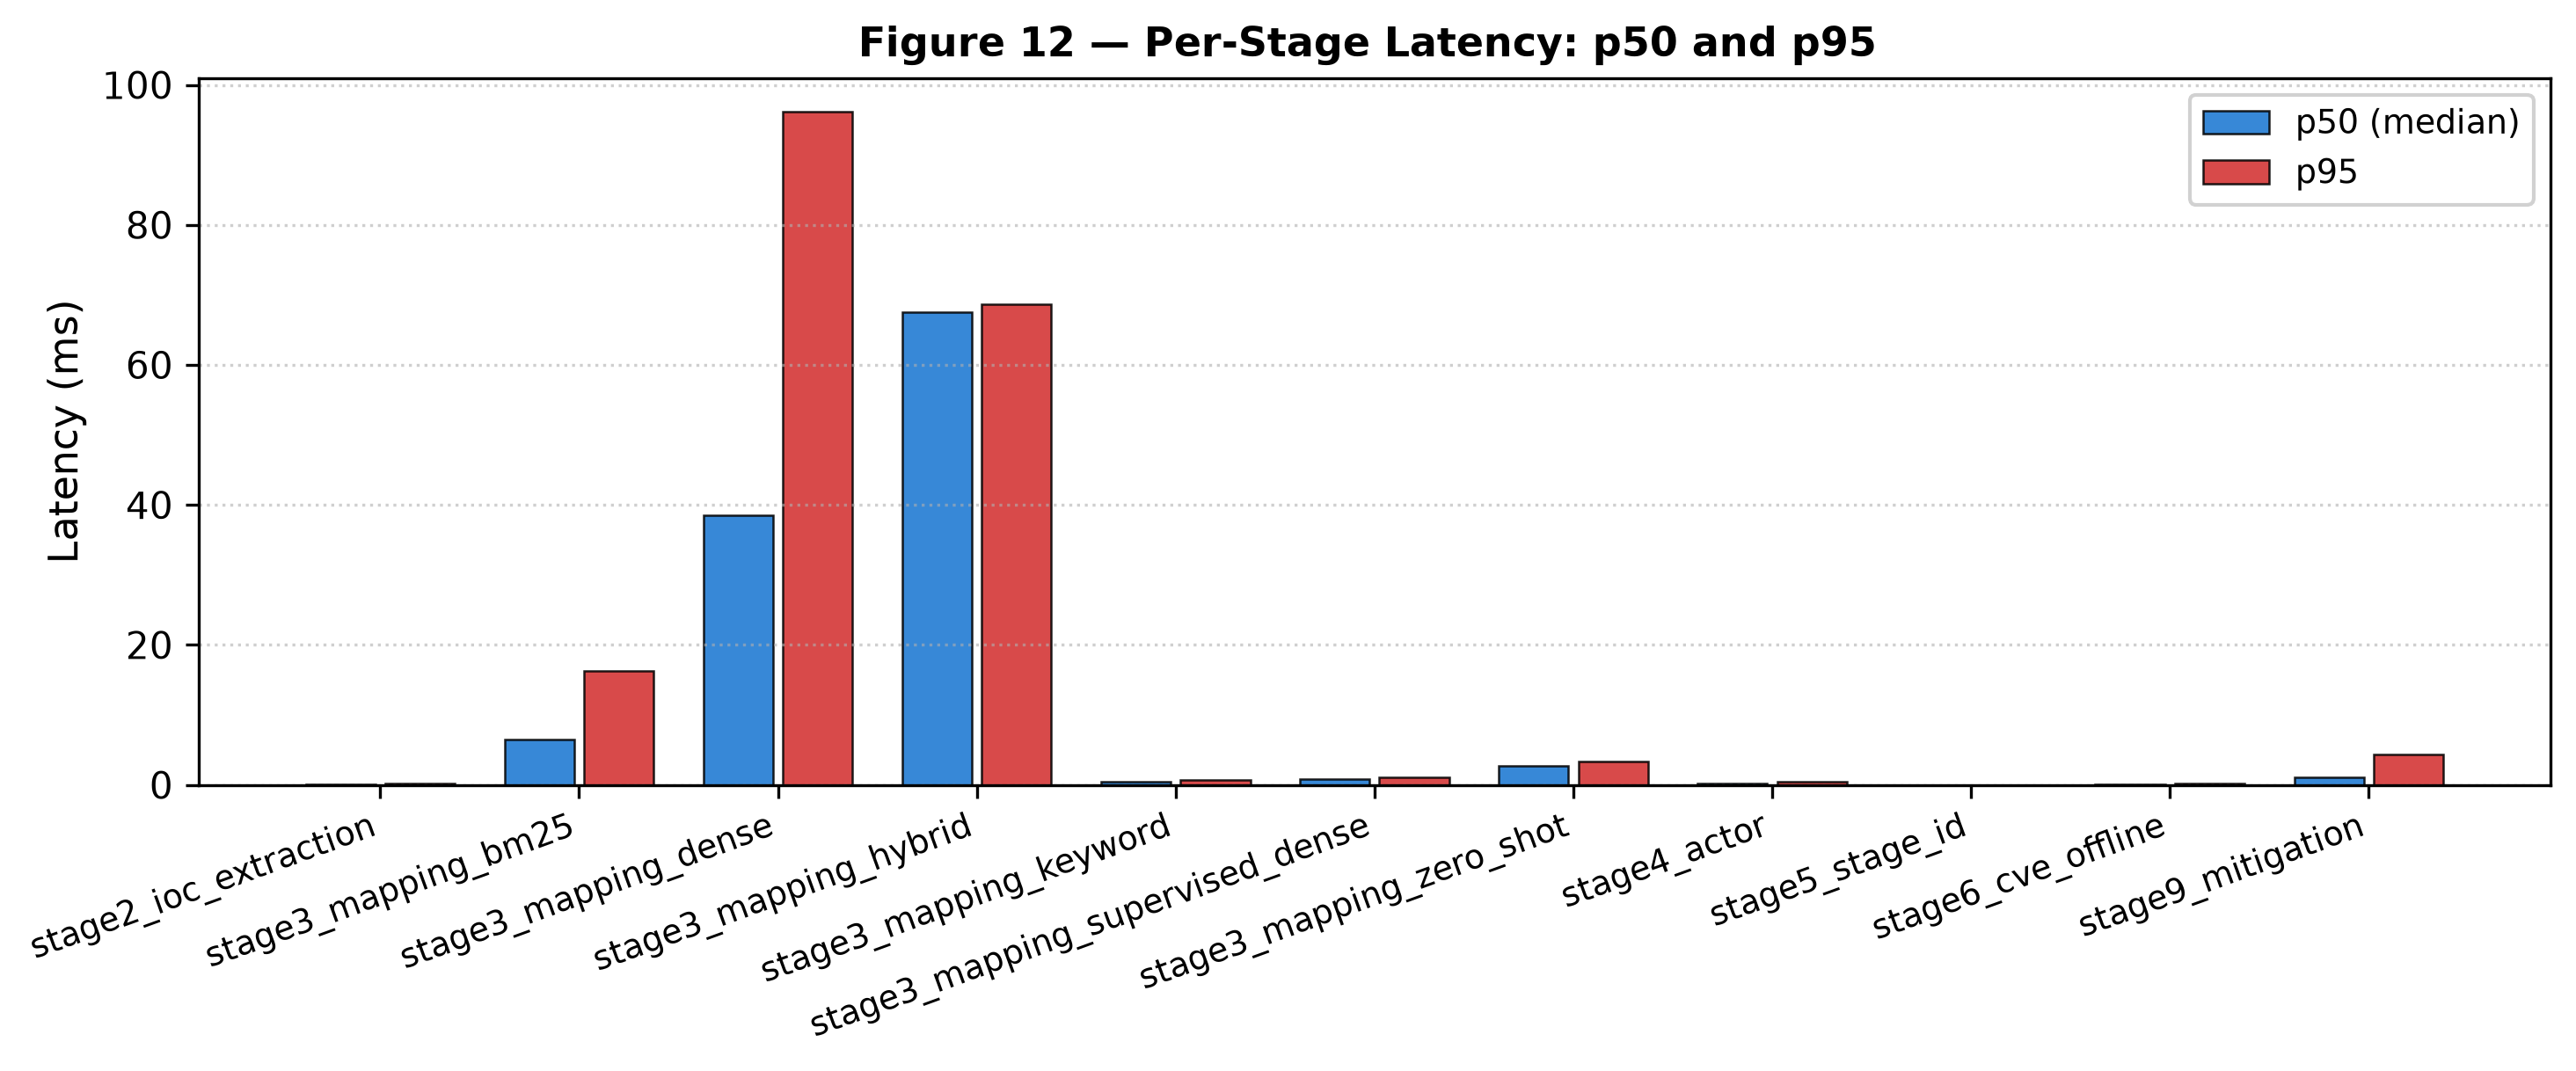 Figure 12 — Per-Stage Latency: p50 and p95
Latency (ms)
100
80
60
40
20
0
p50 (median)
p95
stage2_ioc_extraction
stage3_mapping_bm25
stage3_mapping_dense
stage3_mapping_hybrid
stage3_mapping_keyword
stage3_mapping_supervised_dense
stage3_mapping_zero_shot
stage4_actor
stage5_stage_id
stage6_cve_offline
stage9_mitigation